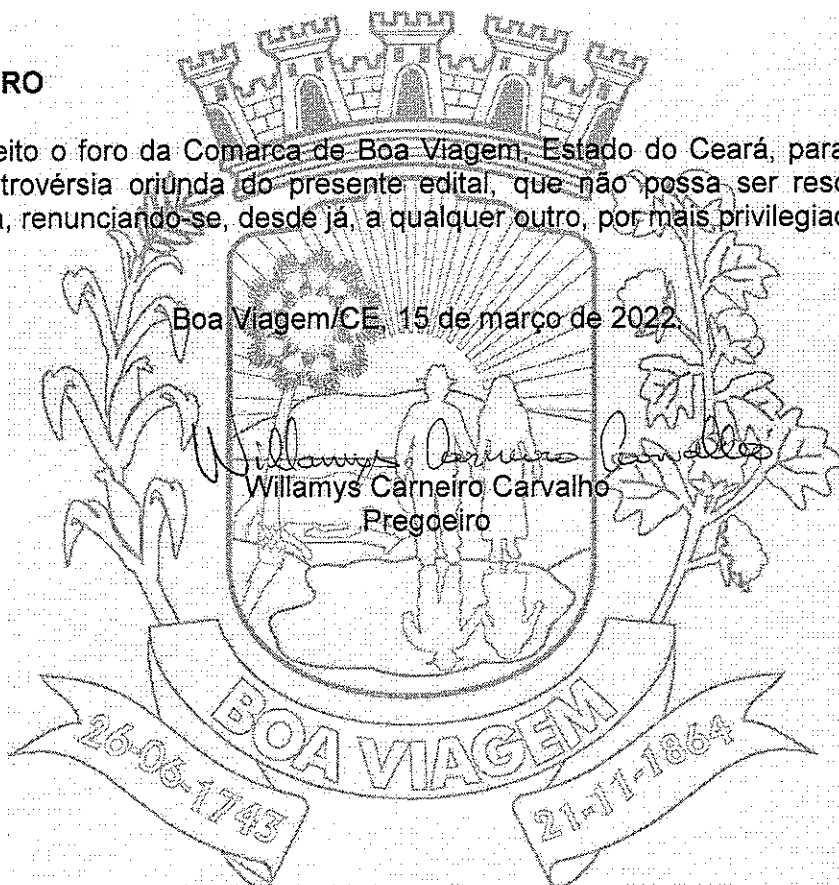 RO
eito o foro da Comarca de Boa Viagem, Estado do Ceará, para
trovérsia oriunda do presente edital, que não possa ser reso
a, renunciando-se, desde já, a qualquer outro, por mais privilegiad
Boa Viagem/CE, 15 de março de 2022.
Willamys Carneiro Carvalho
Willamys Carneiro Carvalho
Pregoeiro
BOA VIAGEM
26-06-1743
21-11-1864